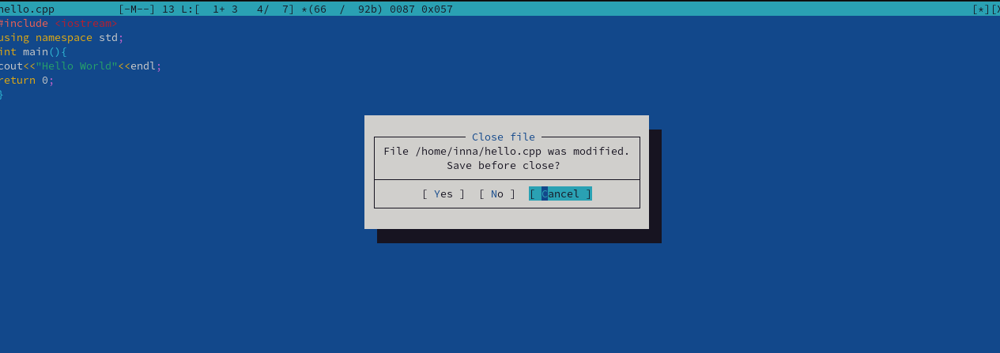 hello.cpp [-M--] 13 L:[ 1+ 3 4/ 7] *(66 / 92b) 0087 0x057 [*][X
#include <iostream>
using namespace std;
int main(){
cout<<"Hello World"<<endl;
return 0;
}
Close file
File /home/inna/hello.cpp was modified.
Save before close?
[ Yes ] [ No ] [ Cancel ]